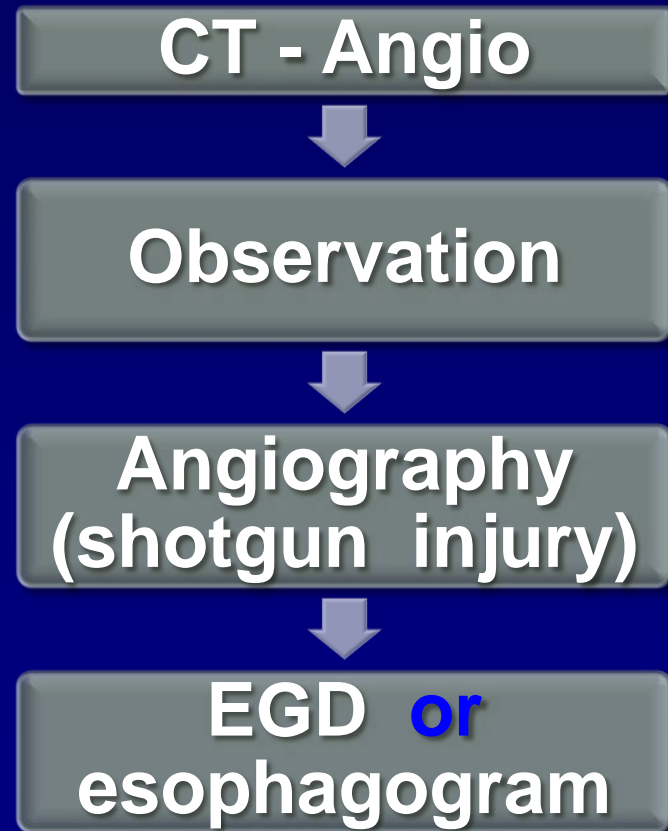 CT - Angio
Observation
Angiography
(shotgun injury)
EGD or
esophagogram